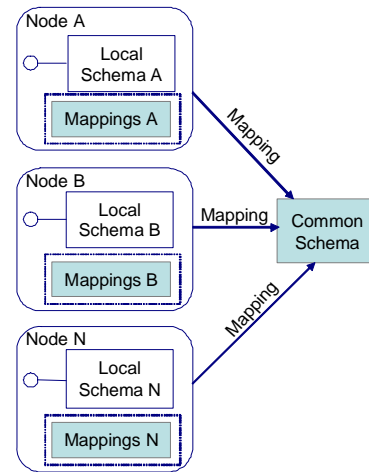 Node A
Local
Schema A
Mappings A
Mapping
Node B
Local
Schema B
Mappings B
Mapping
Common
Schema
Node N
Local
Schema N
Mappings N
Mapping